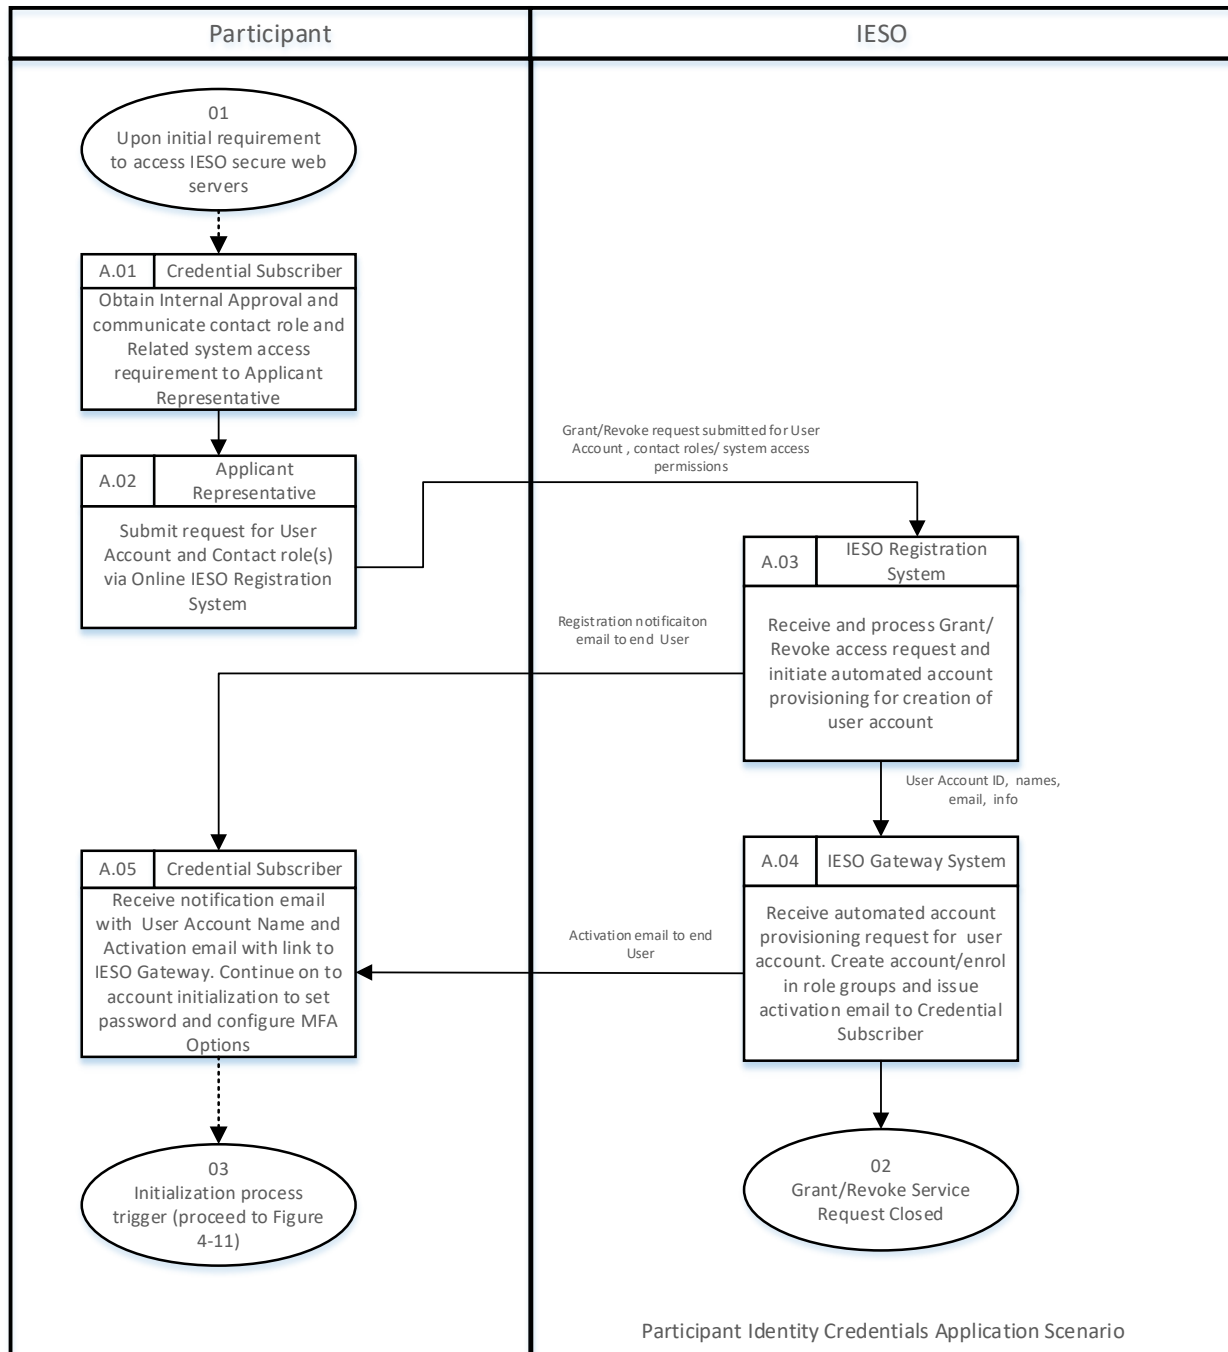 Participant
IESO
01
Upon initial requirement
to access IESO secure web
servers
A.01
Credential Subscriber
Obtain Internal Approval and
communicate contact role and
Related system access
requirement to Applicant
Representative
Grant/Revoke request submitted for User
Account , contact roles/ system access
permissions
A.02
Applicant
Representative
Submit request for User
Account and Contact role(s)
via Online IESO Registration
System
A.03
IESO Registration
System
Receive and process Grant/
Revoke access request and
initiate automated account
provisioning for creation of
user account
Registration notificaiton
email to end User
User Account ID, names,
email, info
A.05
Credential Subscriber
Receive notification email
with User Account Name and
Activation email with link to
IESO Gateway. Continue on to
account initialization to set
password and configure MFA
Options
A.04
IESO Gateway System
Receive automated account
provisioning request for user
account. Create account/enrol
in role groups and issue
activation email to Credential
Subscriber
Activation email to end
User
03
Initialization process
trigger (proceed to Figure
4-11)
02
Grant/Revoke Service
Request Closed
Participant Identity Credentials Application Scenario